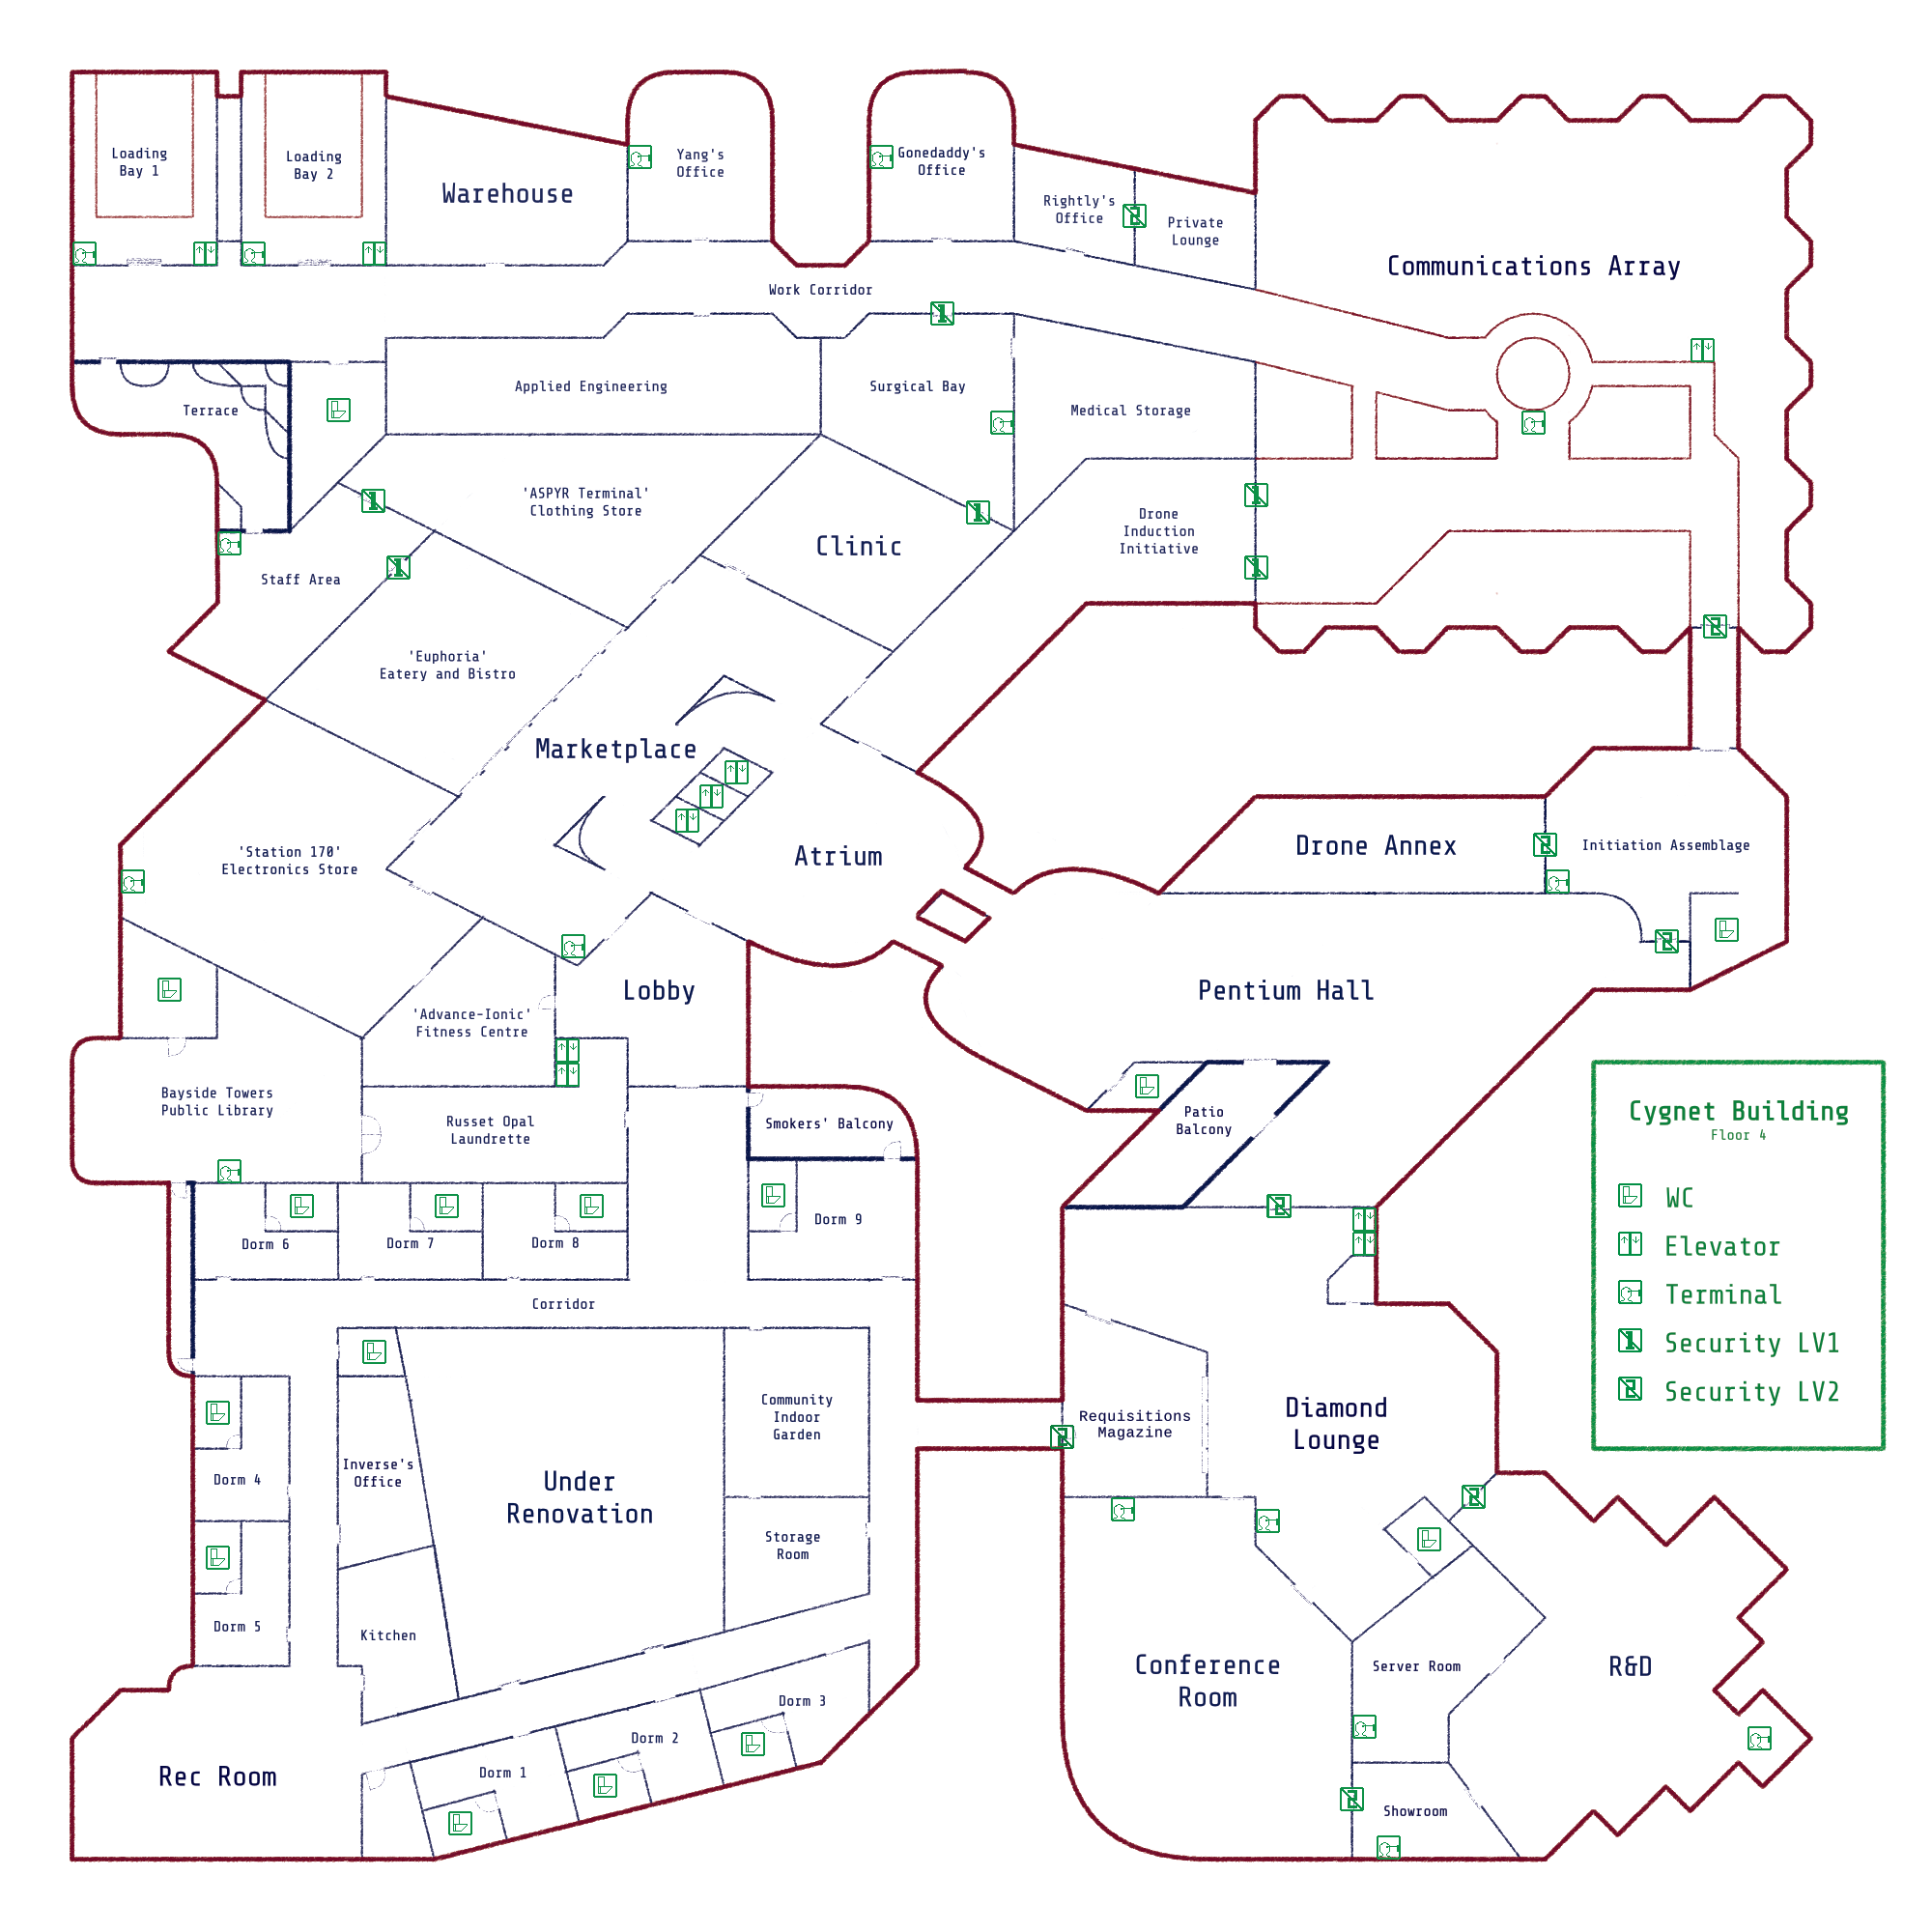 Loading
Bay 1
Loading
Bay 2
Warehouse
Yang's
Office
Gonedaddy's
Office
Rightly's
Office
Private
Lounge
Communications Array
Work Corridor
Terrace
Applied Engineering
Surgical Bay
Medical Storage
'ASPYR Terminal'
Clothing Store
Clinic
Drone
Induction
Initiative
Staff Area
'Euphoria'
Eatery and Bistro
Marketplace
Atrium
Drone Annex
Initiation Assemblage
'Station 170'
Electronics Store
Lobby
Pentium Hall
'Advance-Ionic'
Fitness Centre
Bayside Towers
Public Library
Russet Opal
Laundrette
Smokers' Balcony
Patio
Balcony
Dorm 6
Dorm 7
Dorm 8
Dorm 9
Corridor
Community
Indoor
Garden
Requisitions
Magazine
Diamond
Lounge
Dorm 4
Inverse's
Office
Under
Renovation
Storage
Room
Dorm 5
Kitchen
Conference
Room
Server Room
R&D
Rec Room
Dorm 1
Dorm 2
Dorm 3
Showroom
Cygnet Building
Floor 4
WC
Elevator
Terminal
1 Security LV1
2 Security LV2